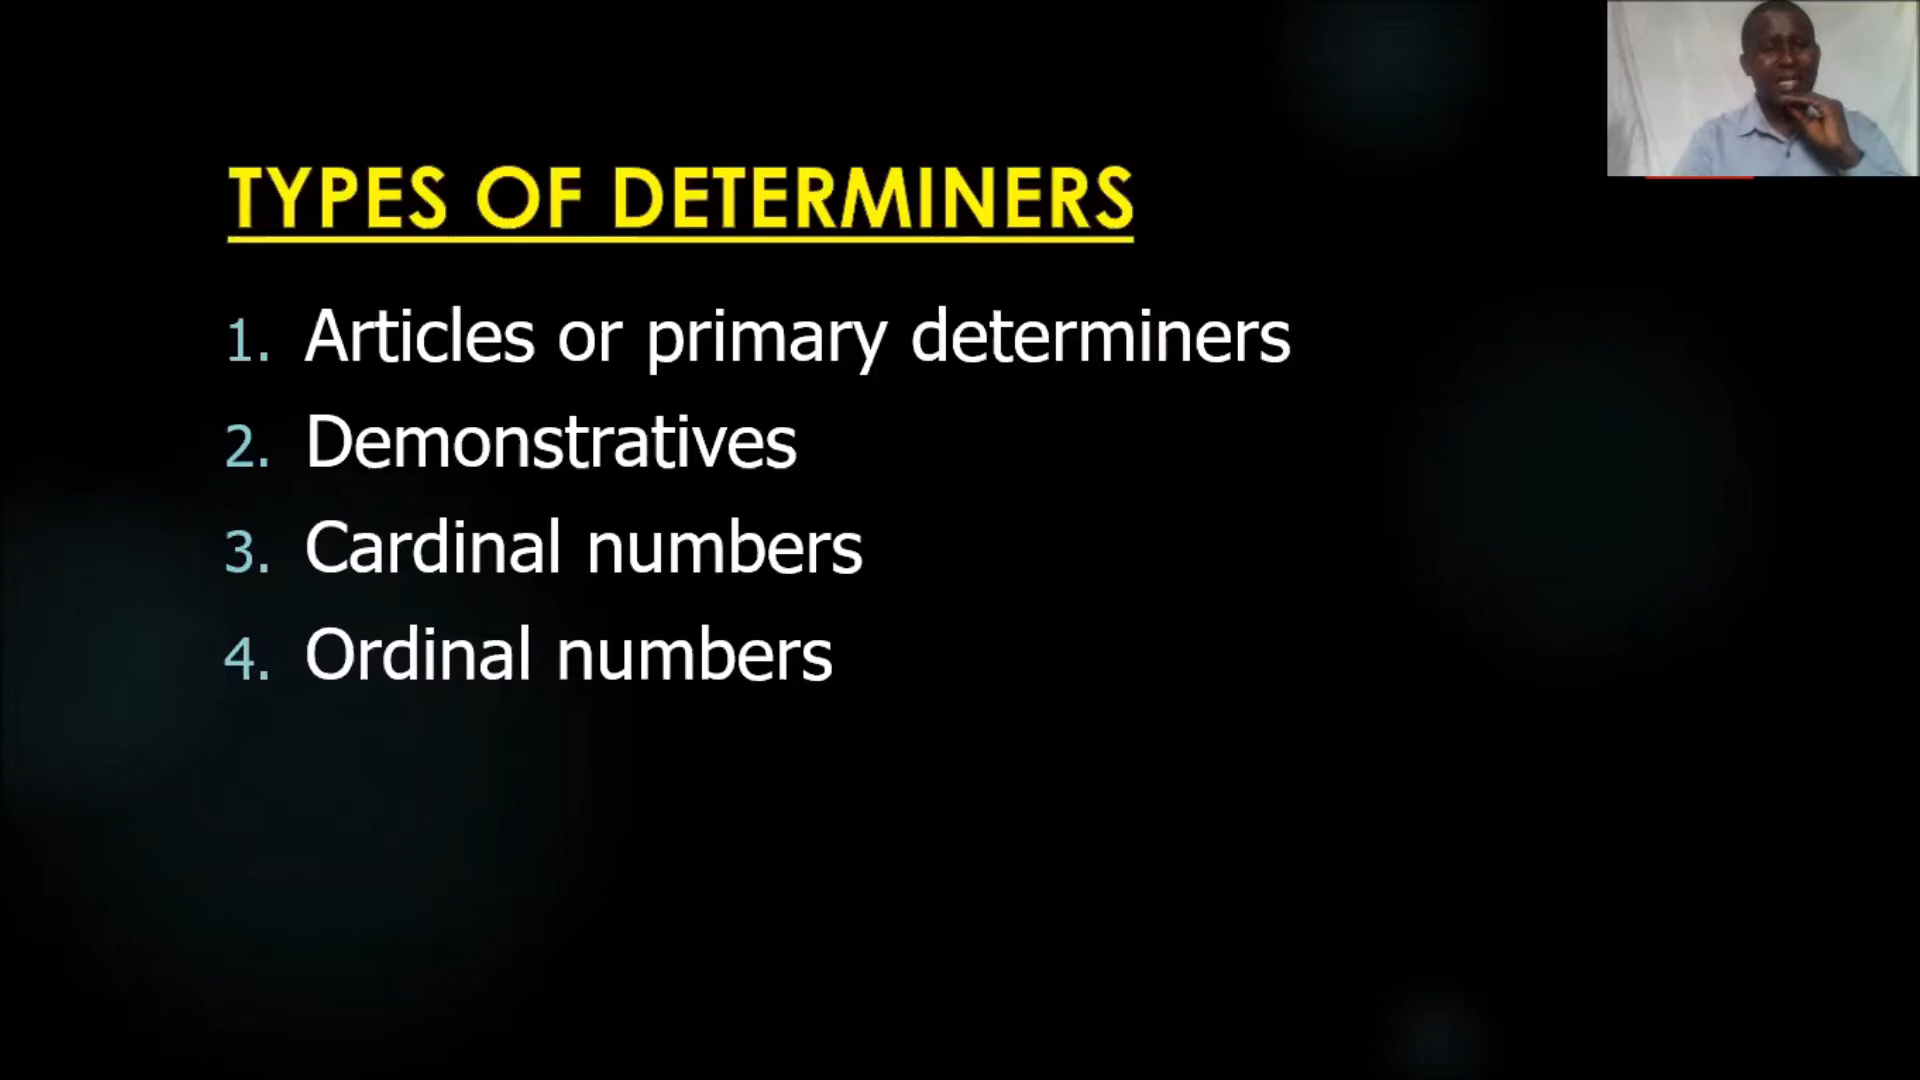 TYPES OF DETERMINERS
1. Articles or primary determiners
2. Demonstratives
3. Cardinal numbers
4. Ordinal numbers